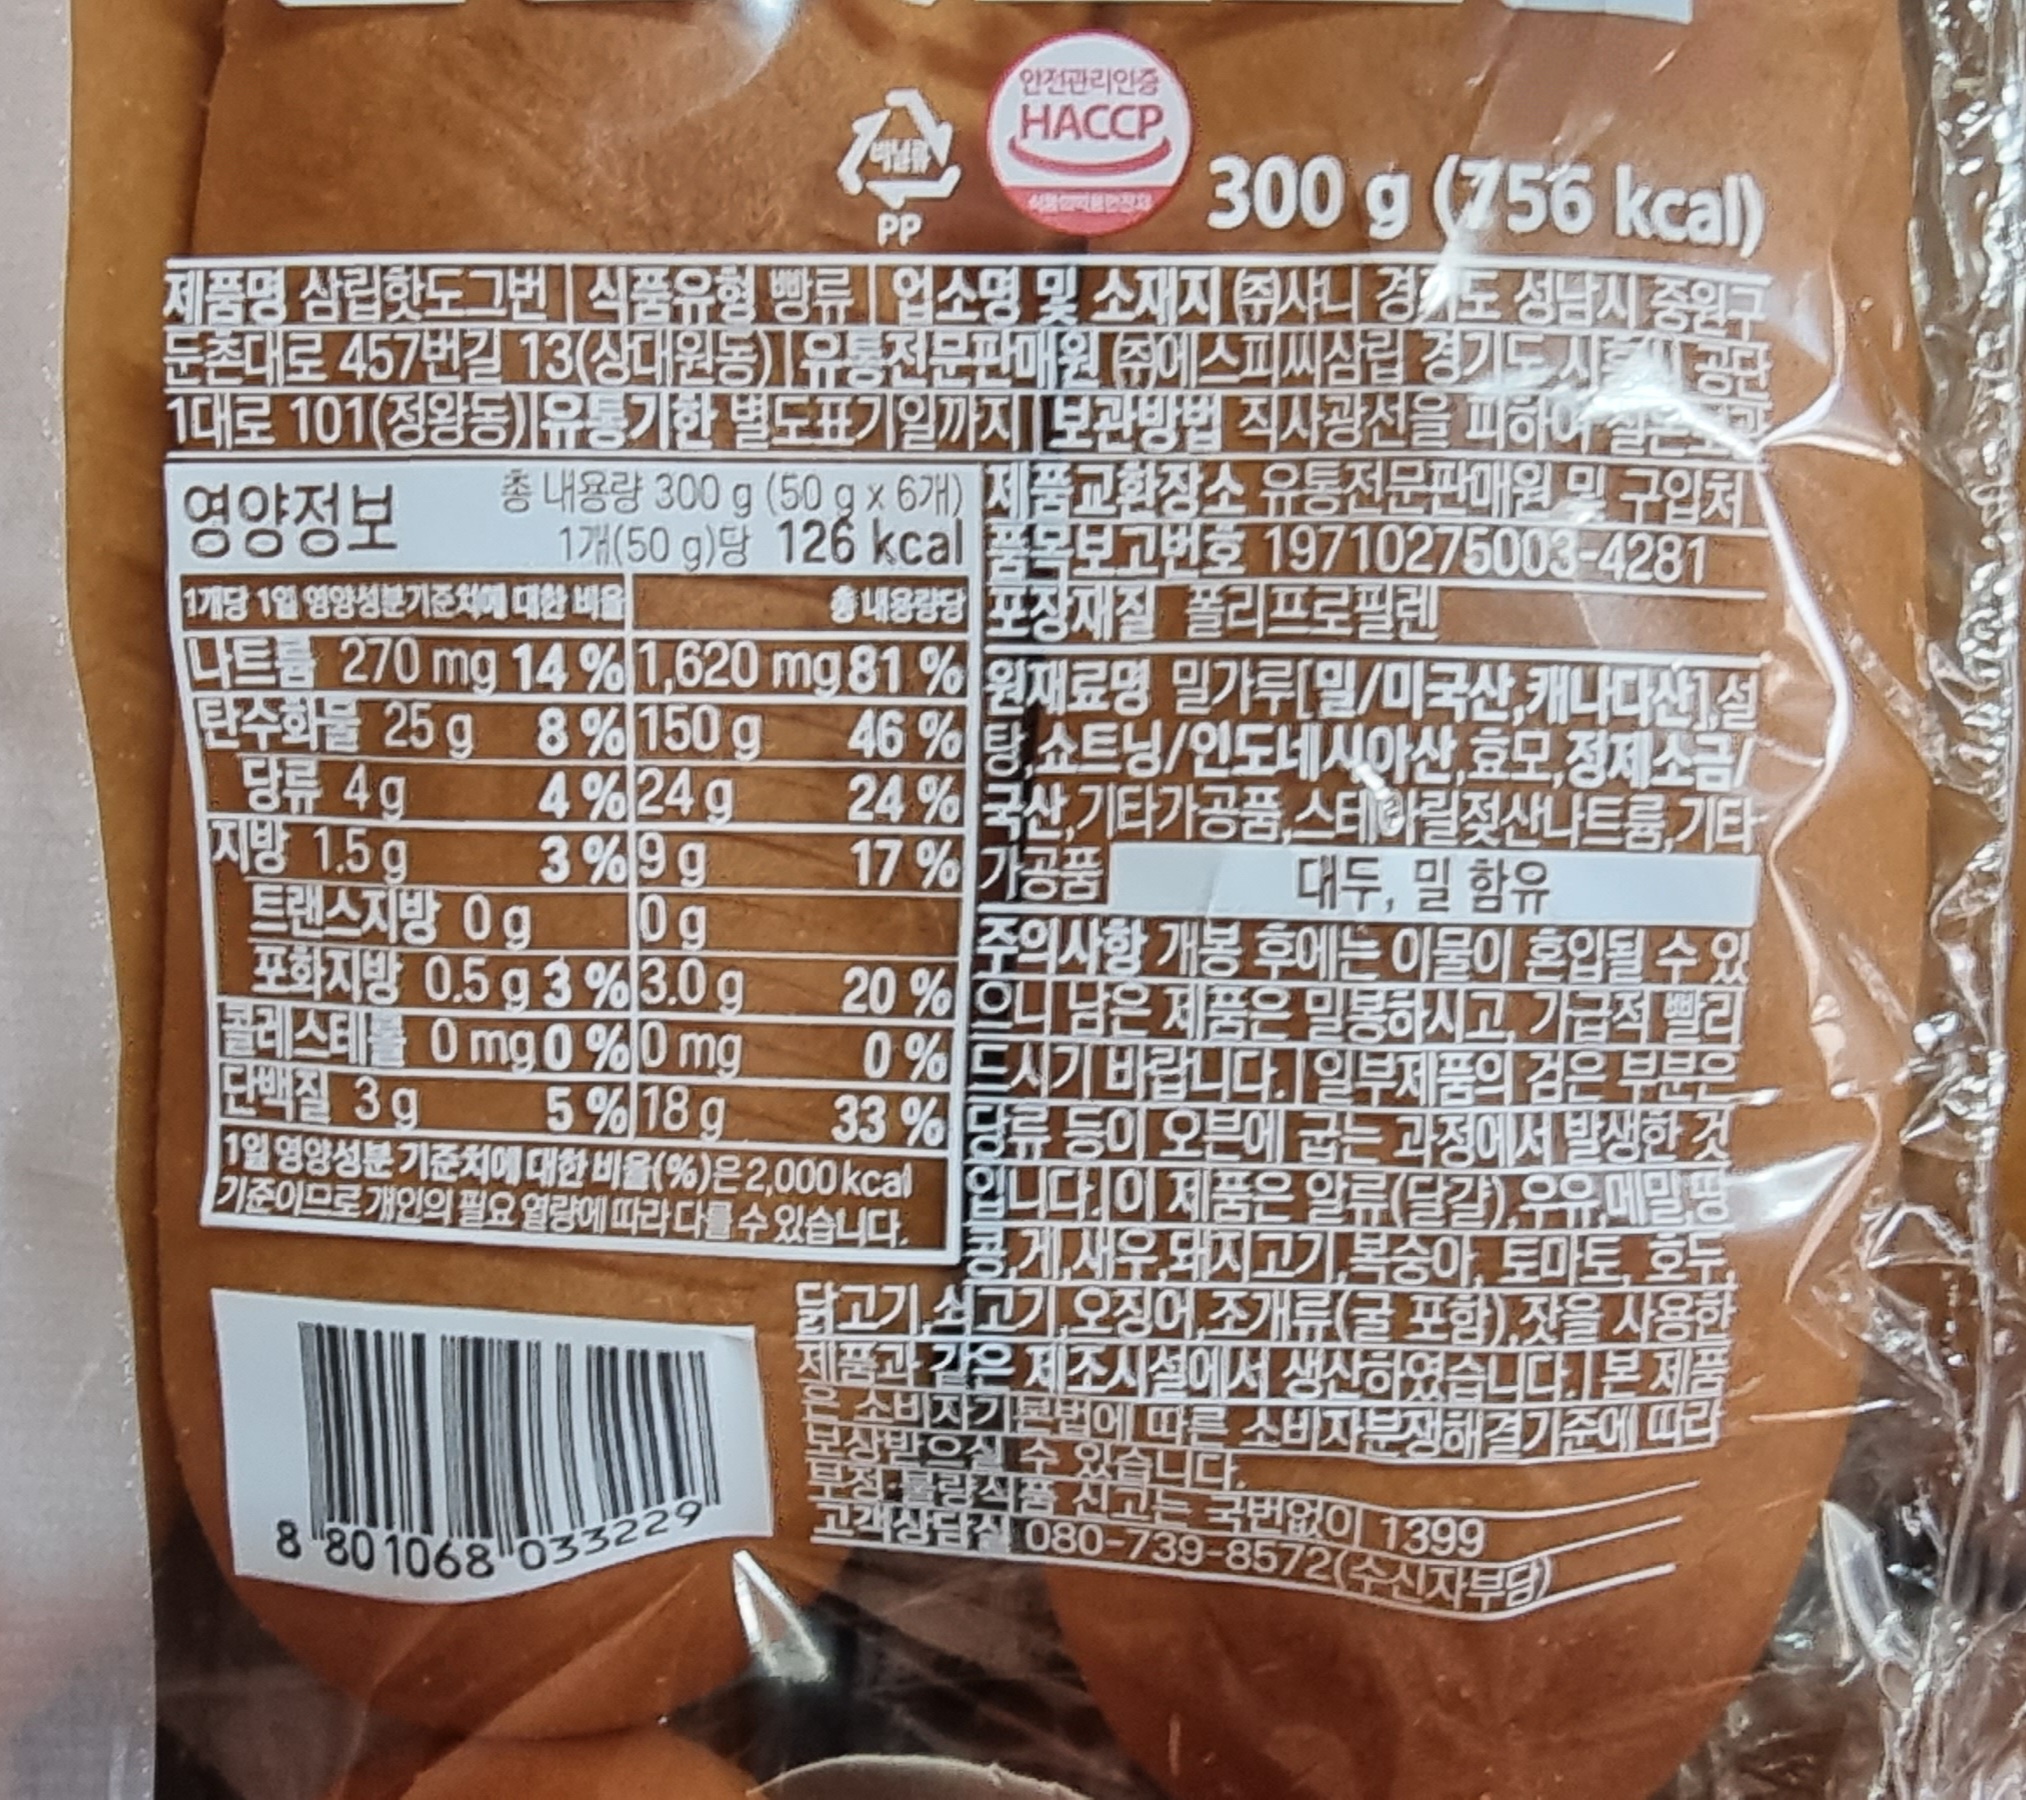 안전관리인증
HACCP
비닐류
PP
300 g (756 kcal)
제품명 삼립핫도그번 | 식품유형 빵류 | 업소명 및 소재지 ㈜샤니 경기도 성남시 중원구
둔촌대로 457번길 13(상대원동) | 유통전문판매원 ㈜에스피씨삼립 경기도 시흥시 공단
1대로 101(정왕동) | 유통기한 별도표기일까지 | 보관방법 직사광선을 피하여
영양정보
총 내용량 300 g (50 g x 6개)
1개(50 g)당 126 kcal
1개당 1일 영양성분기준치에 대한 비율 총 내용량당
나트륨 270 mg 14 % 1,620 mg 81 %
탄수화물 25 g 8 % 150 g 46 %
당류 4 g 4 % 24 g 24 %
지방 1.5 g 3 % 9 g 17 %
트랜스지방 0 g 0 g
포화지방 0.5 g 3 % 3.0 g 20 %
콜레스테롤 0 mg 0 % 0 mg 0 %
단백질 3 g 5 % 18 g 33 %
1일 영양성분 기준치에 대한 비율(%)은 2,000 kcal
기준이므로 개인의 필요 열량에 따라 다를 수 있습니다.
제품교환장소 유통전문판매원 및 구입처
품목보고번호 19710275003-4281
포장재질 폴리프로필렌
원재료명 밀가루[밀/미국산,캐나다산],설
탕,쇼트닝/인도네시아산,효모,정제소금/
국산,기타가공품,스테아릴젖산나트륨,기타
가공품 대두, 밀 함유
주의사항 개봉 후에는 이물이 혼입될 수 있
으니 남은 제품은 밀봉하시고, 가급적 빨리
드시기 바랍니다. | 일부제품의 검은 부분은
당류 등이 오븐에 굽는 과정에서 발생한 것
입니다. | 이 제품은 알류(달걀),우유,메밀,땅
콩,게,새우,돼지고기,복숭아, 토마토, 호두,
닭고기,쇠고기,오징어,조개류(굴 포함),잣을 사용한
제품과 같은 제조시설에서 생산하였습니다. | 본 제품
은 소비자기본법에 따른 소비자분쟁해결기준에 따라
보상받으실 수 있습니다.
부정·불량식품 신고는 국번없이 1399
고객상담실 080-739-8572(수신자부담)
8 801068 033229